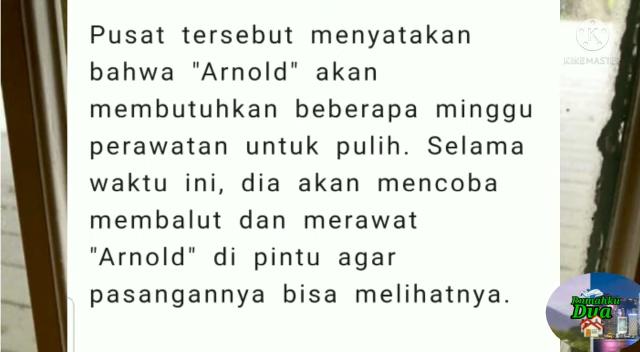 Pusat tersebut menyatakan
bahwa "Arnold" akan
membutuhkan beberapa minggu
perawatan untuk pulih. Selama
waktu ini, dia akan mencoba
membalut dan merawat
"Arnold" di pintu agar
pasangannya bisa melihatnya.
KINEMASTER
Rumahku
Dua